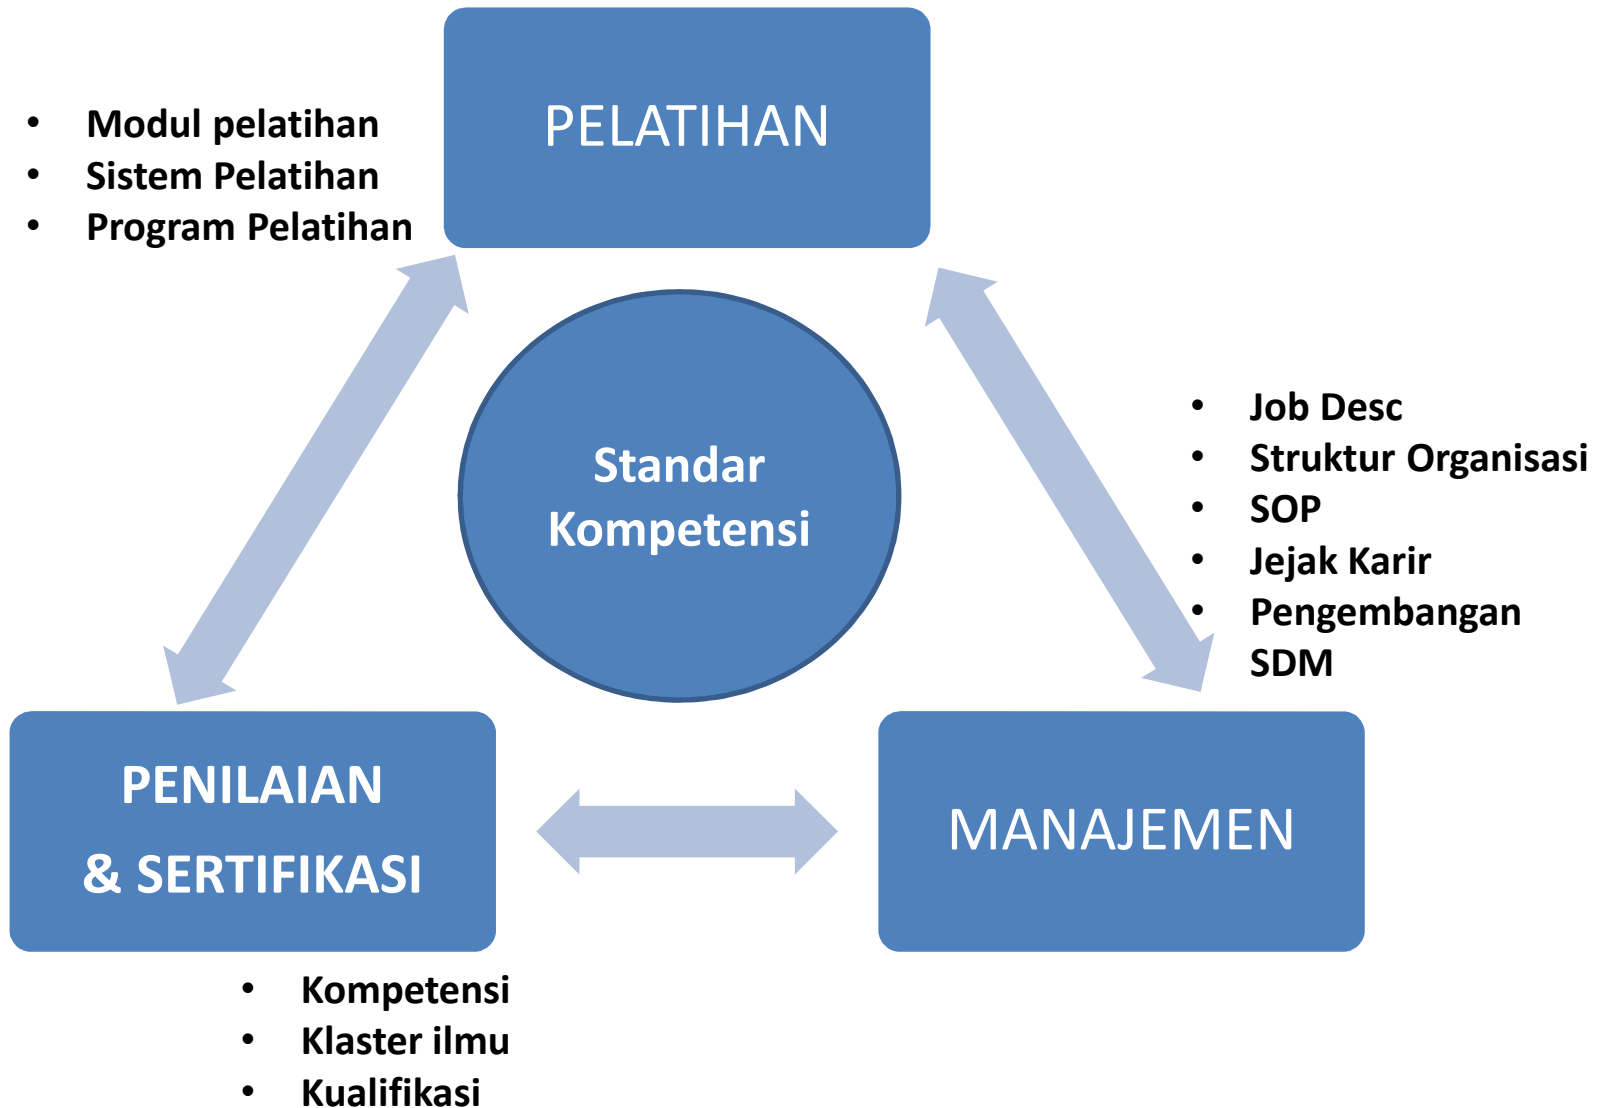 PELATIHAN
• Modul pelatihan
• Sistem Pelatihan
• Program Pelatihan
Standar
Kompetensi
• Job Desc
• Struktur Organisasi
• SOP
• Jejak Karir
• Pengembangan
SDM
PENILAIAN
& SERTIFIKASI
MANAJEMEN
• Kompetensi
• Klaster ilmu
• Kualifikasi